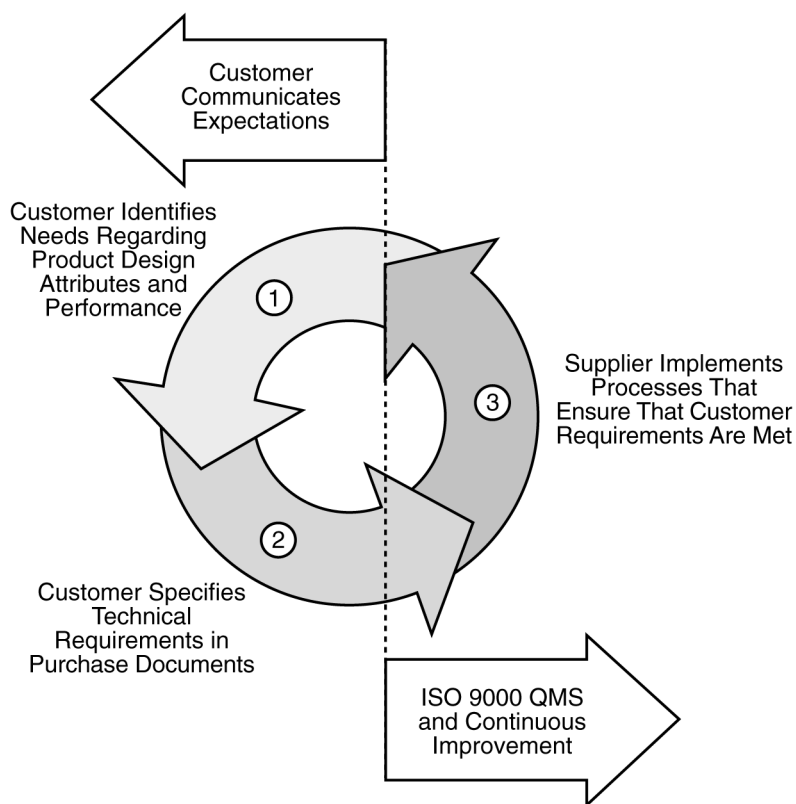 Customer
Communicates
Expectations
Customer Identifies
Needs Regarding
Product Design
Attributes and
Performance
1
Supplier Implements
Processes That
Ensure That Customer
Requirements Are Met
3
2
Customer Specifies
Technical
Requirements in
Purchase Documents
ISO 9000 QMS
and Continuous
Improvement